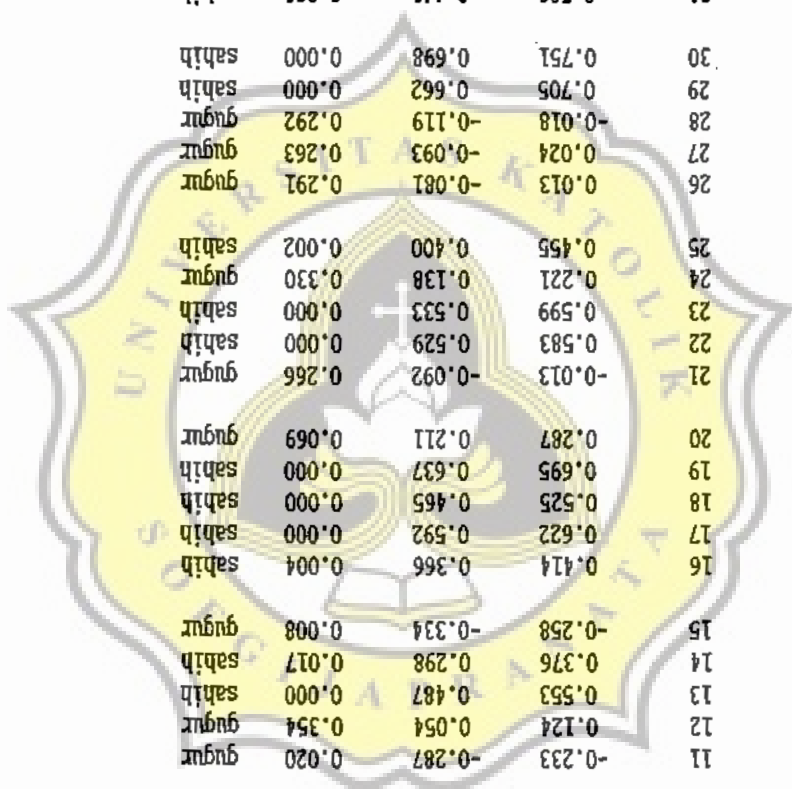 11 -0.233 -0.287 0.020 gugur
12 0.124 0.054 0.354 gugur
13 0.553 0.487 0.000 sahih
14 0.376 0.298 0.017 sahih
15 -0.258 -0.334 0.008 gugur
16 0.414 0.366 0.004 sahih
17 0.622 0.592 0.000 sahih
18 0.525 0.465 0.000 sahih
19 0.695 0.637 0.000 sahih
20 0.287 0.211 0.069 gugur
21 -0.013 -0.092 0.266 gugur
22 0.583 0.529 0.000 sahih
23 0.599 0.533 0.000 sahih
24 0.221 0.138 0.330 gugur
25 0.455 0.400 0.002 sahih
26 0.013 -0.081 0.291 gugur
27 0.024 -0.093 0.263 gugur
28 -0.018 -0.119 0.292 gugur
29 0.705 0.662 0.000 sahih
30 0.751 0.698 0.000 sahih
UNIVERSITAS KATOLIK
SOEGIJAPRANATA